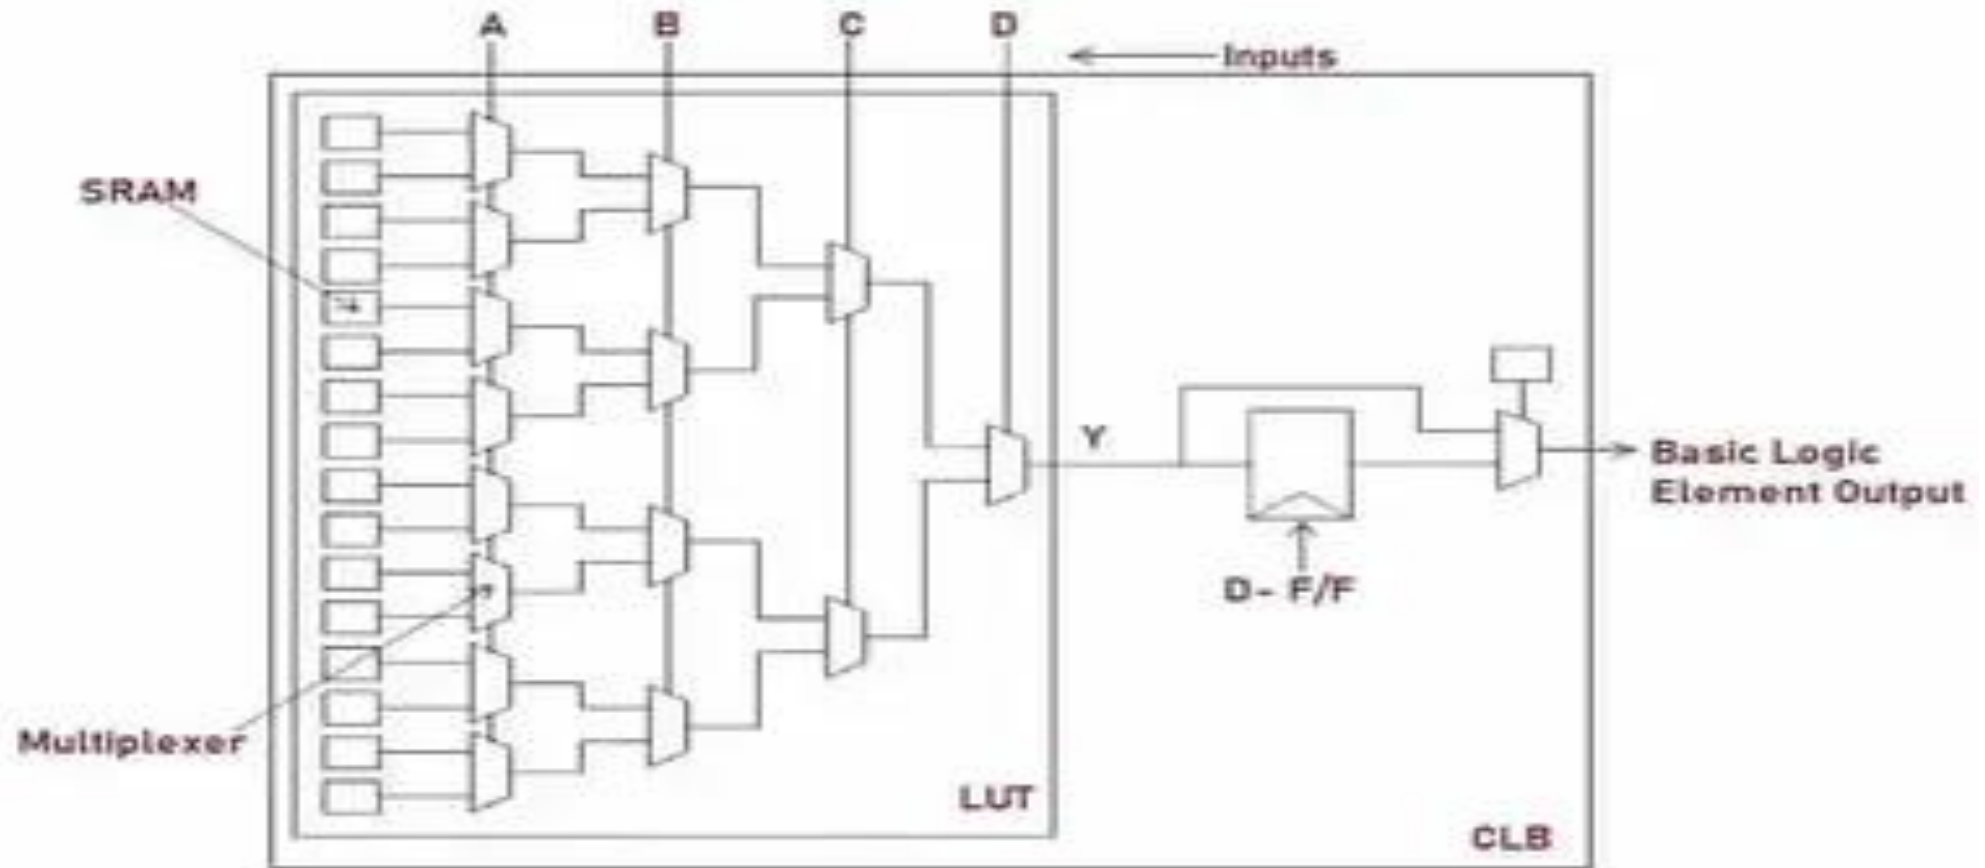 A B C D
Inputs
SRAM
Y
Basic Logic
Element Output
D- F/F
Multiplexer
LUT
CLB